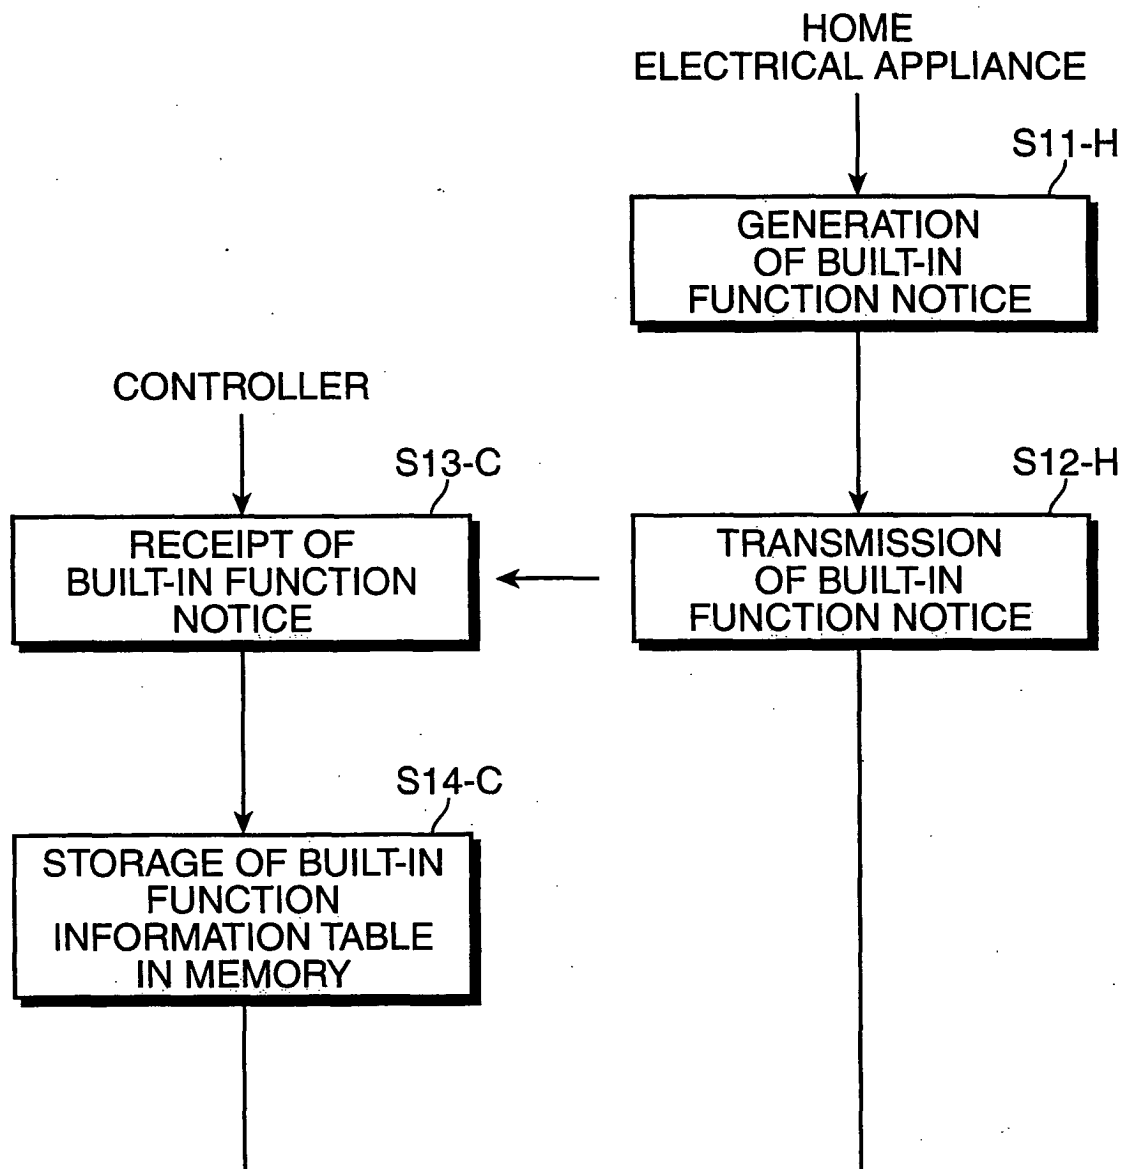 HOME
ELECTRICAL APPLIANCE
S11-H
GENERATION
OF BUILT-IN
FUNCTION NOTICE
CONTROLLER
S13-C
RECEIPT OF
BUILT-IN FUNCTION
NOTICE
S12-H
TRANSMISSION
OF BUILT-IN
FUNCTION NOTICE
S14-C
STORAGE OF BUILT-IN
FUNCTION
INFORMATION TABLE
IN MEMORY